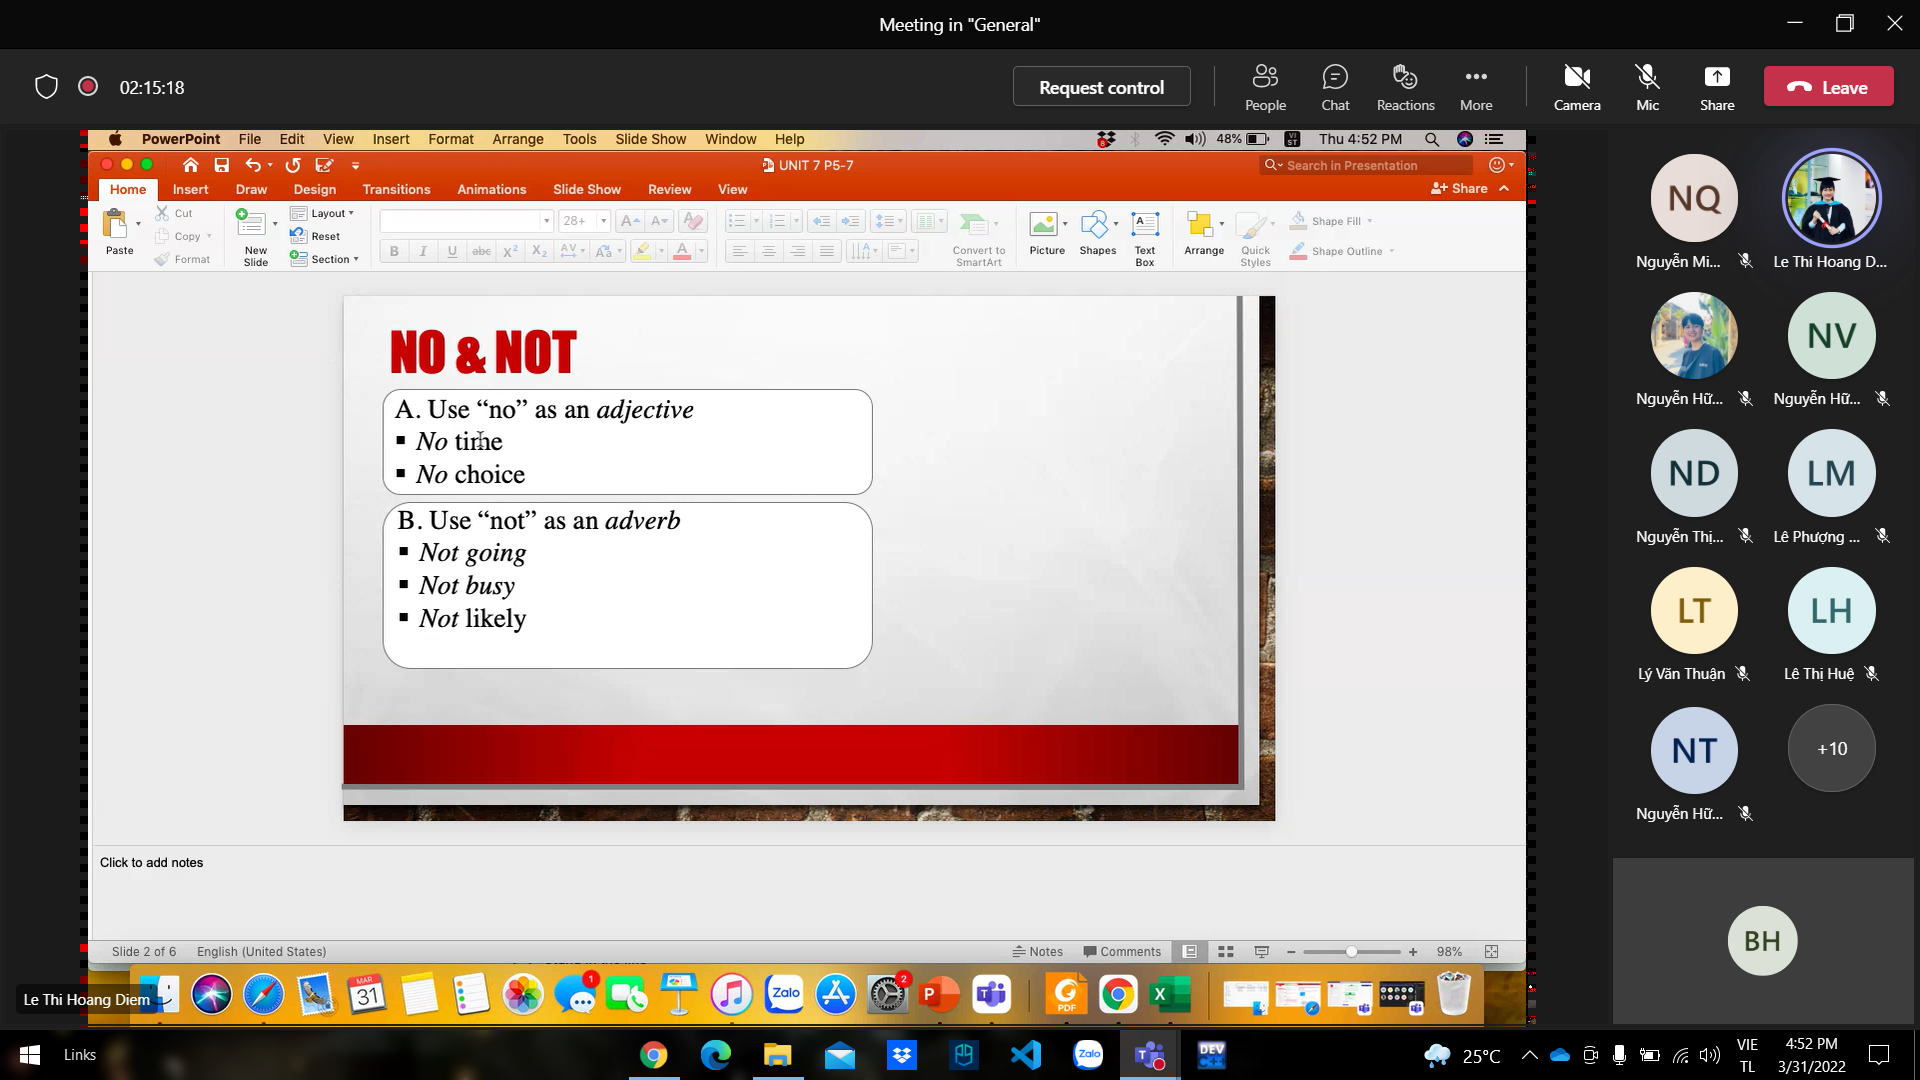 Meeting in "General"
02:15:18
Request control
People
Chat
Reactions
More
Camera
Mic
Share
Leave
PowerPoint File Edit View Insert Format Arrange Tools Slide Show Window Help
48%
Thu 4:52 PM
UNIT 7 P5-7
Search in Presentation
Home Insert Draw Design Transitions Animations Slide Show Review View
Share
Paste
Cut
Copy
Format
New Slide
Layout
Reset
Section
28+
Convert to SmartArt
Picture
Shapes
Text Box
Arrange
Quick Styles
Shape Fill
Shape Outline
NO & NOT
A. Use “no” as an adjective
▪ No time
▪ No choice
B. Use “not” as an adverb
▪ Not going
▪ Not busy
▪ Not likely
Click to add notes
Slide 2 of 6
English (United States)
Notes
Comments
98%
Le Thi Hoang Diem
MAR
31
1
Zalo
2
P
PDF
X
NQ
Nguyễn Mi...
Le Thi Hoang D...
Nguyễn Hữ...
NV
Nguyễn Hữ...
ND
Nguyễn Thị...
LM
Lê Phượng ...
LT
Lý Văn Thuận
LH
Lê Thị Huệ
NT
Nguyễn Hữ...
+10
BH
Links
Zalo
DEV
25°C
VIE
TL
4:52 PM
3/31/2022